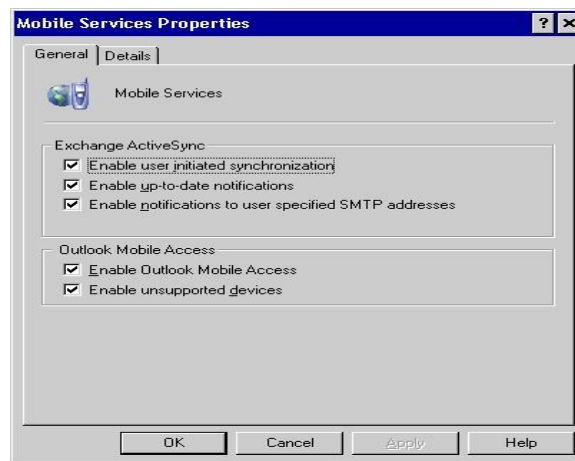 Mobile Services Properties
General Details
Mobile Services
Exchange ActiveSync
Enable user initiated synchronization
Enable up-to-date notifications
Enable notifications to user specified SMTP addresses
Outlook Mobile Access
Enable Outlook Mobile Access
Enable unsupported devices
OK Cancel Apply Help